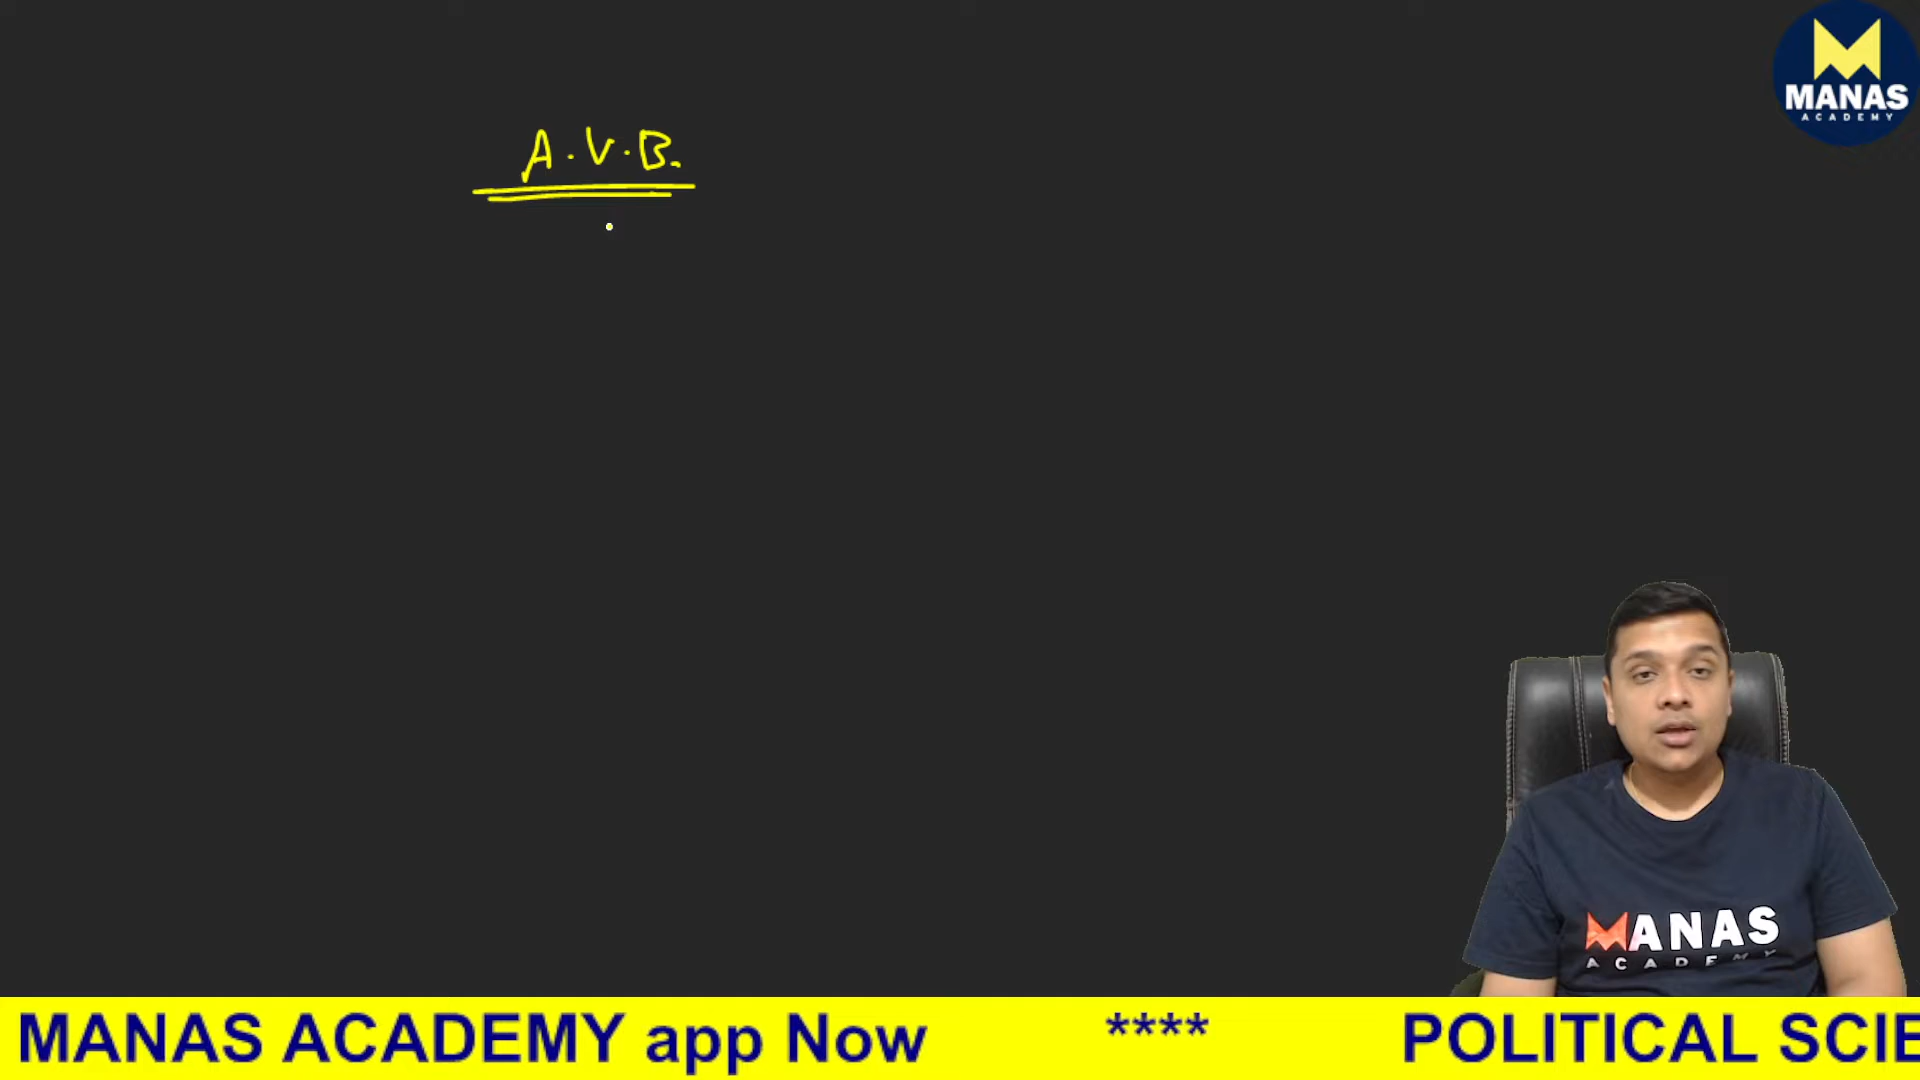 MANAS
ACADEMY
A.V.B.
MANAS
ACADEMY
MANAS ACADEMY app Now **** POLITICAL SCIE